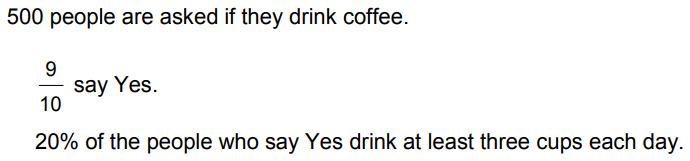 500 people are asked if they drink coffee.
9/10 say Yes.
20% of the people who say Yes drink at least three cups each day.